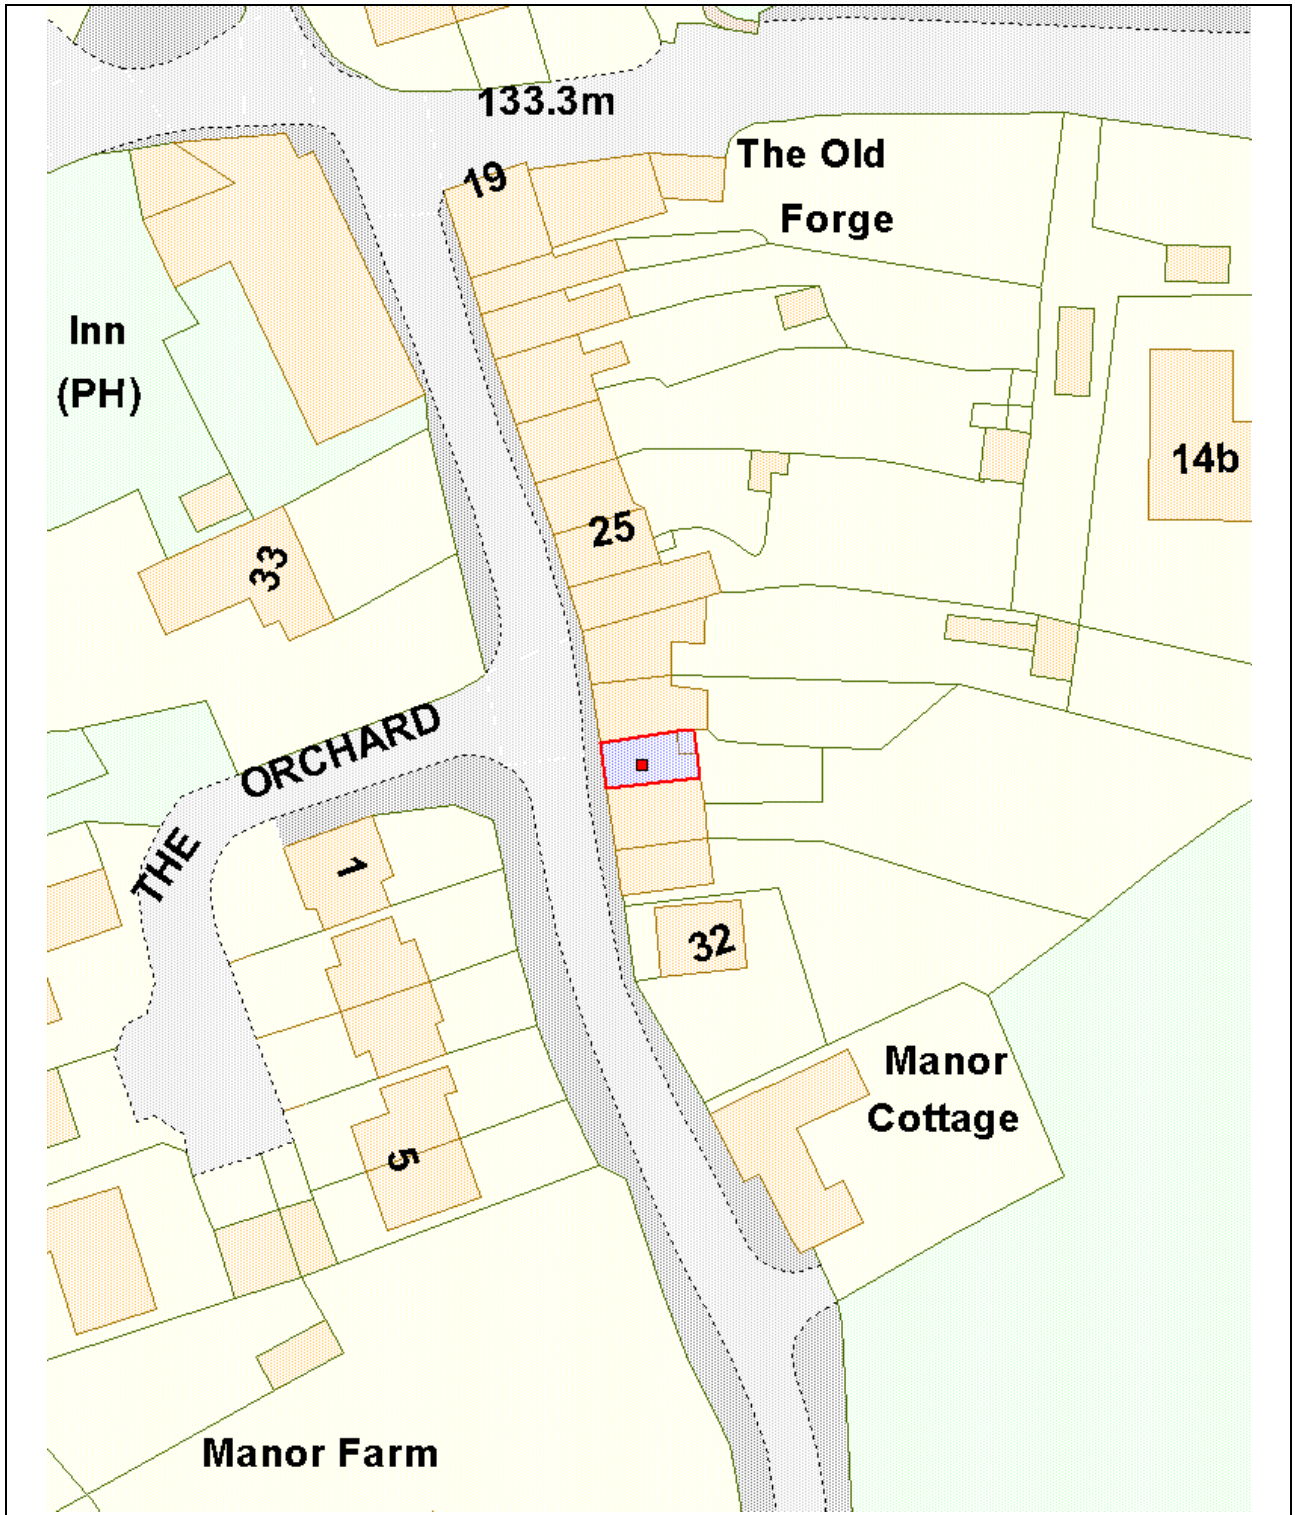 133.3m
19
The Old
Forge
Inn
(PH)
14b
25
33
THE ORCHARD
1
32
Manor
Cottage
5
Manor Farm